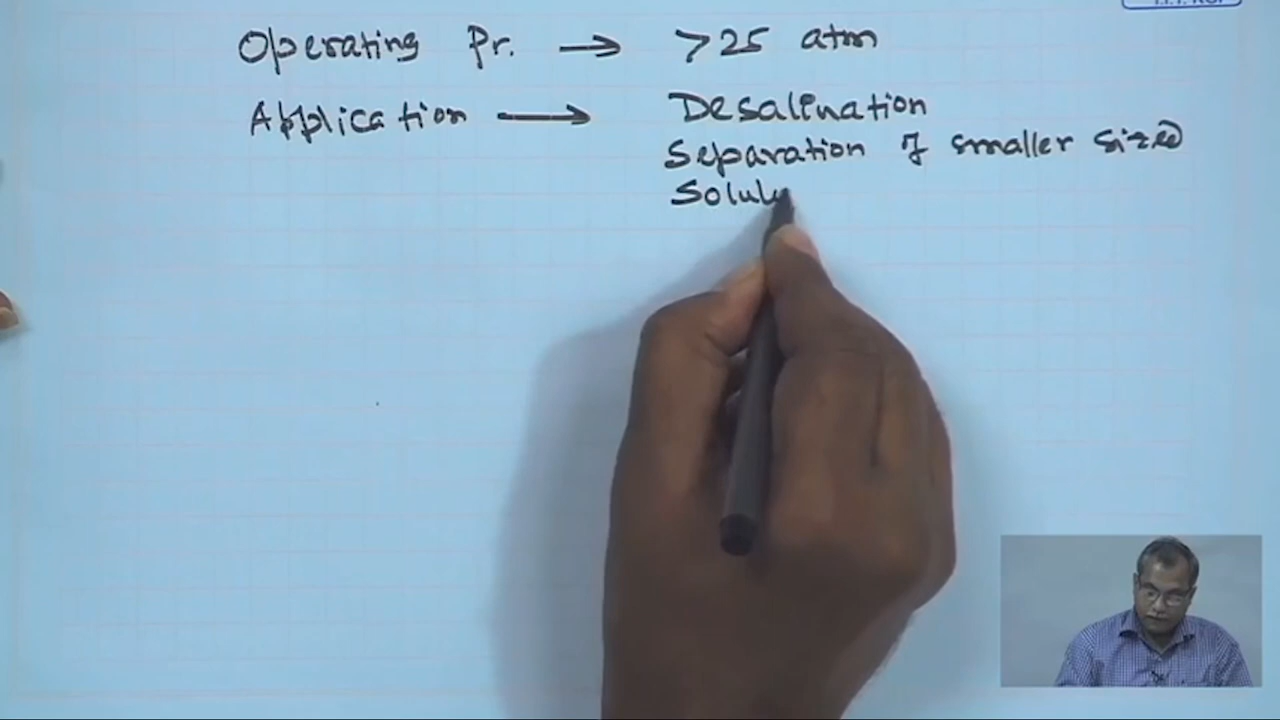 Operating Pr. → >25 atm
Application → Desalination
Separation of smaller sized